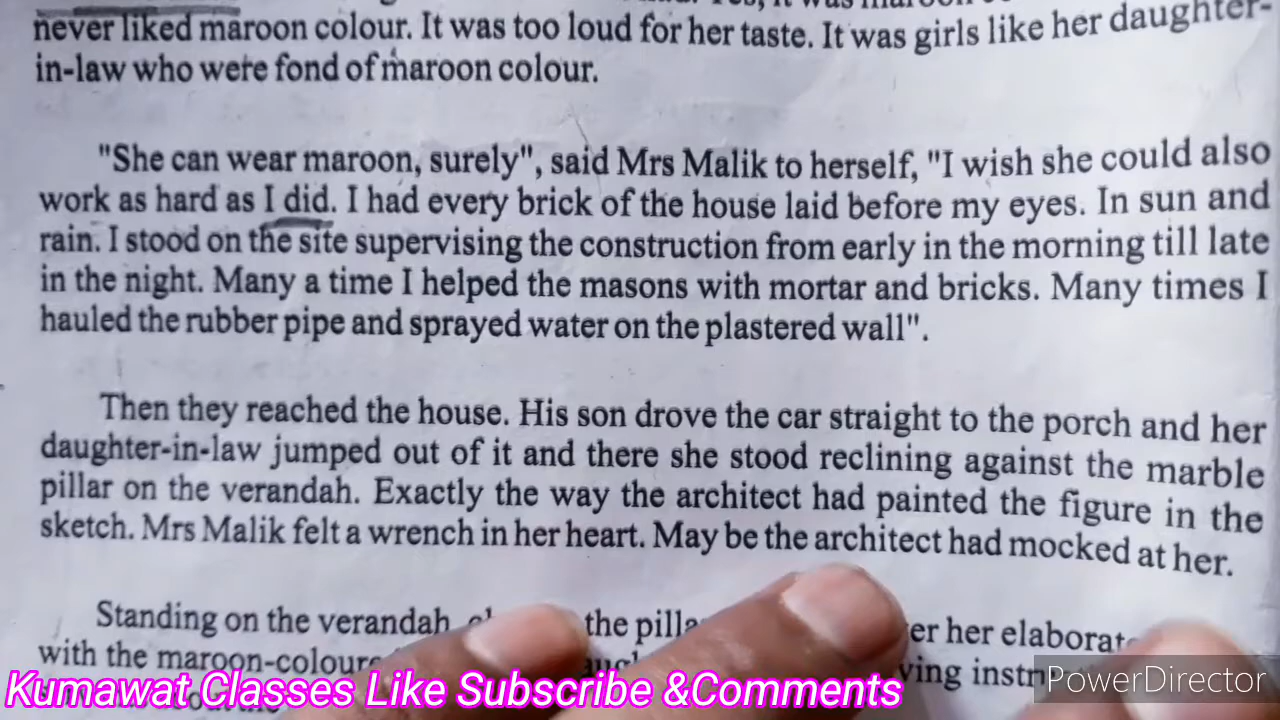 never liked maroon colour. It was too loud for her taste. It was girls like her daughter-
in-law who were fond of maroon colour.
"She can wear maroon, surely", said Mrs Malik to herself, "I wish she could also
work as hard as I did. I had every brick of the house laid before my eyes. In sun and
rain. I stood on the site supervising the construction from early in the morning till late
in the night. Many a time I helped the masons with mortar and bricks. Many times I
hauled the rubber pipe and sprayed water on the plastered wall".
Then they reached the house. His son drove the car straight to the porch and her
daughter-in-law jumped out of it and there she stood reclining against the marble
pillar on the verandah. Exactly the way the architect had painted the figure in the
sketch. Mrs Malik felt a wrench in her heart. May be the architect had mocked at her.
Standing on the verandah, the her
with the
Kumawat Classes Like Subscribe &Comments
PowerDirector